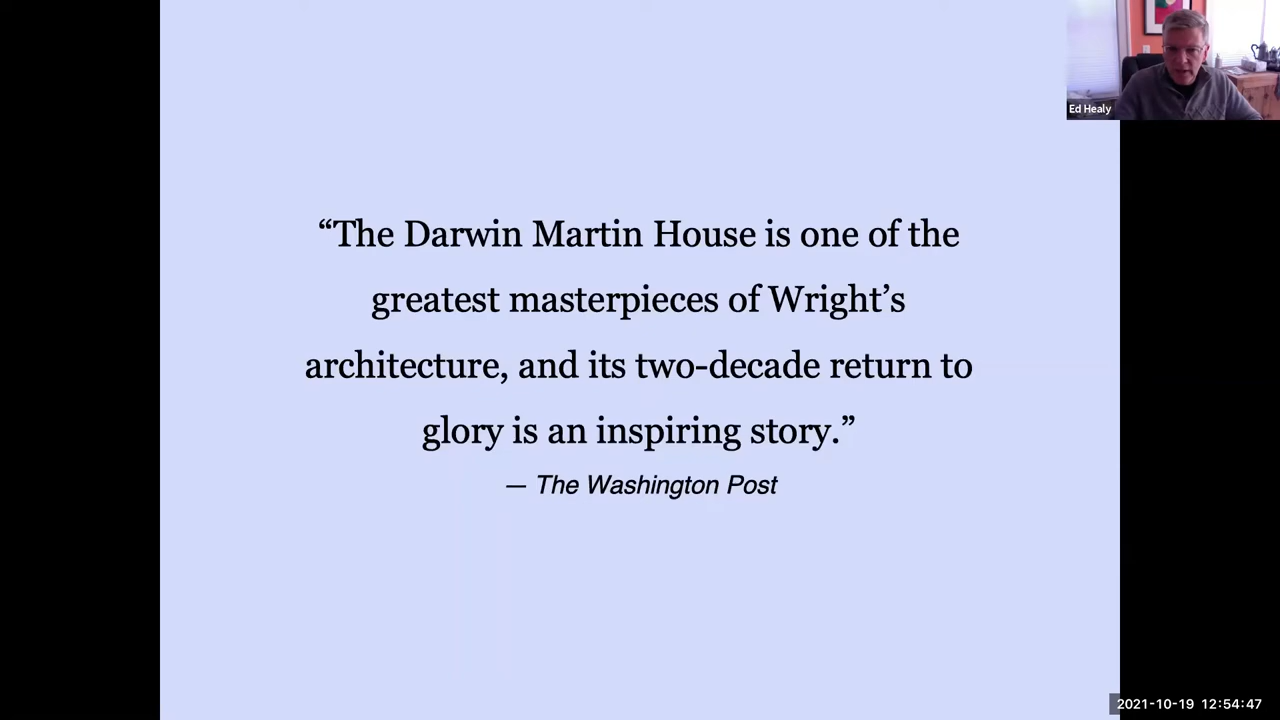 Ed Healy
“The Darwin Martin House is one of the
greatest masterpieces of Wright’s
architecture, and its two-decade return to
glory is an inspiring story.”
— The Washington Post
2021-10-19 12:54:47